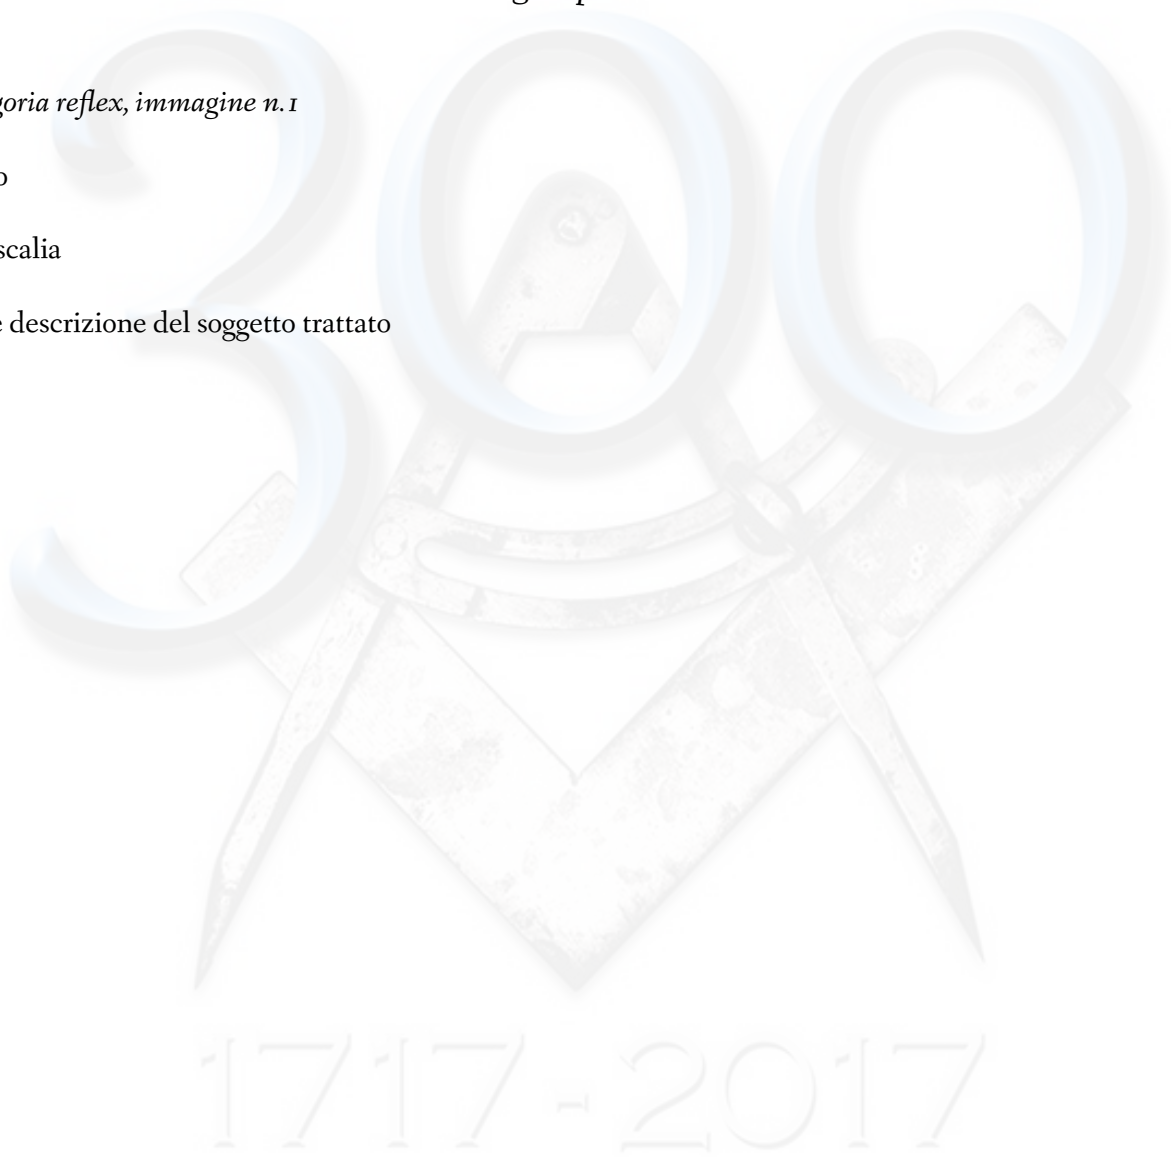 goria reflex, immagine n.1
o
scalia
e descrizione del soggetto trattato
300
1717 - 2017